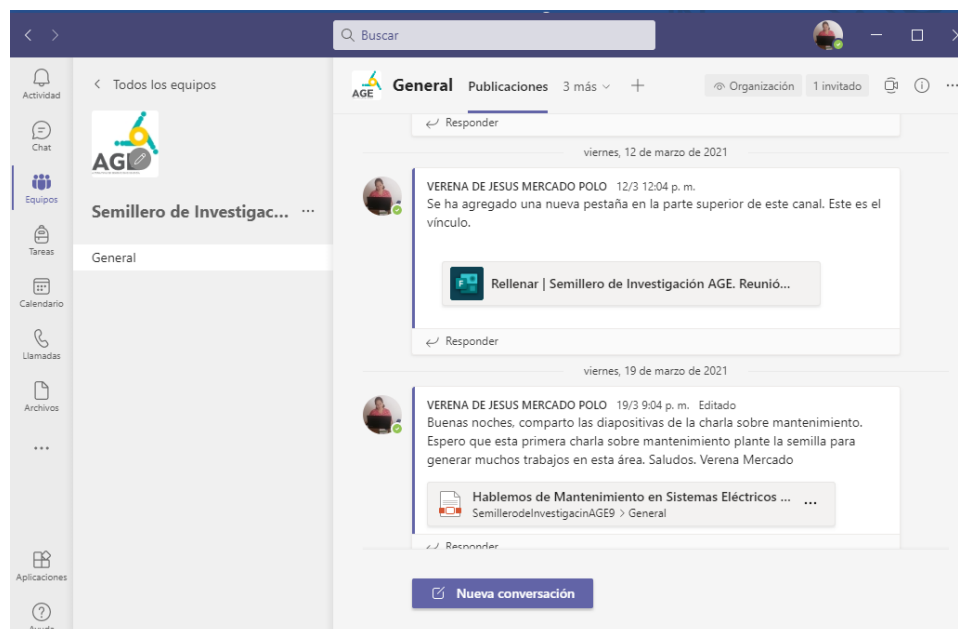 Buscar
Actividad
Chat
Equipos
Tareas
Calendario
Llamadas
Archivos
Aplicaciones
Ayuda
Todos los equipos
AGE
Semillero de Investigac... ...
General
AGE
General Publicaciones 3 más
Organización 1 invitado
Responder
viernes, 12 de marzo de 2021
VERENA DE JESUS MERCADO POLO 12/3 12:04 p. m.
Se ha agregado una nueva pestaña en la parte superior de este canal. Este es el
vínculo.
Rellenar | Semillero de Investigación AGE. Reunió...
Responder
viernes, 19 de marzo de 2021
VERENA DE JESUS MERCADO POLO 19/3 9:04 p. m. Editado
Buenas noches, comparto las diapositivas de la charla sobre mantenimiento.
Espero que esta primera charla sobre mantenimiento plante la semilla para
generar muchos trabajos en esta área. Saludos. Verena Mercado
Hablemos de Mantenimiento en Sistemas Eléctricos ... ...
SemillerodeInvestigacinAGE9 > General
Responder
Nueva conversación